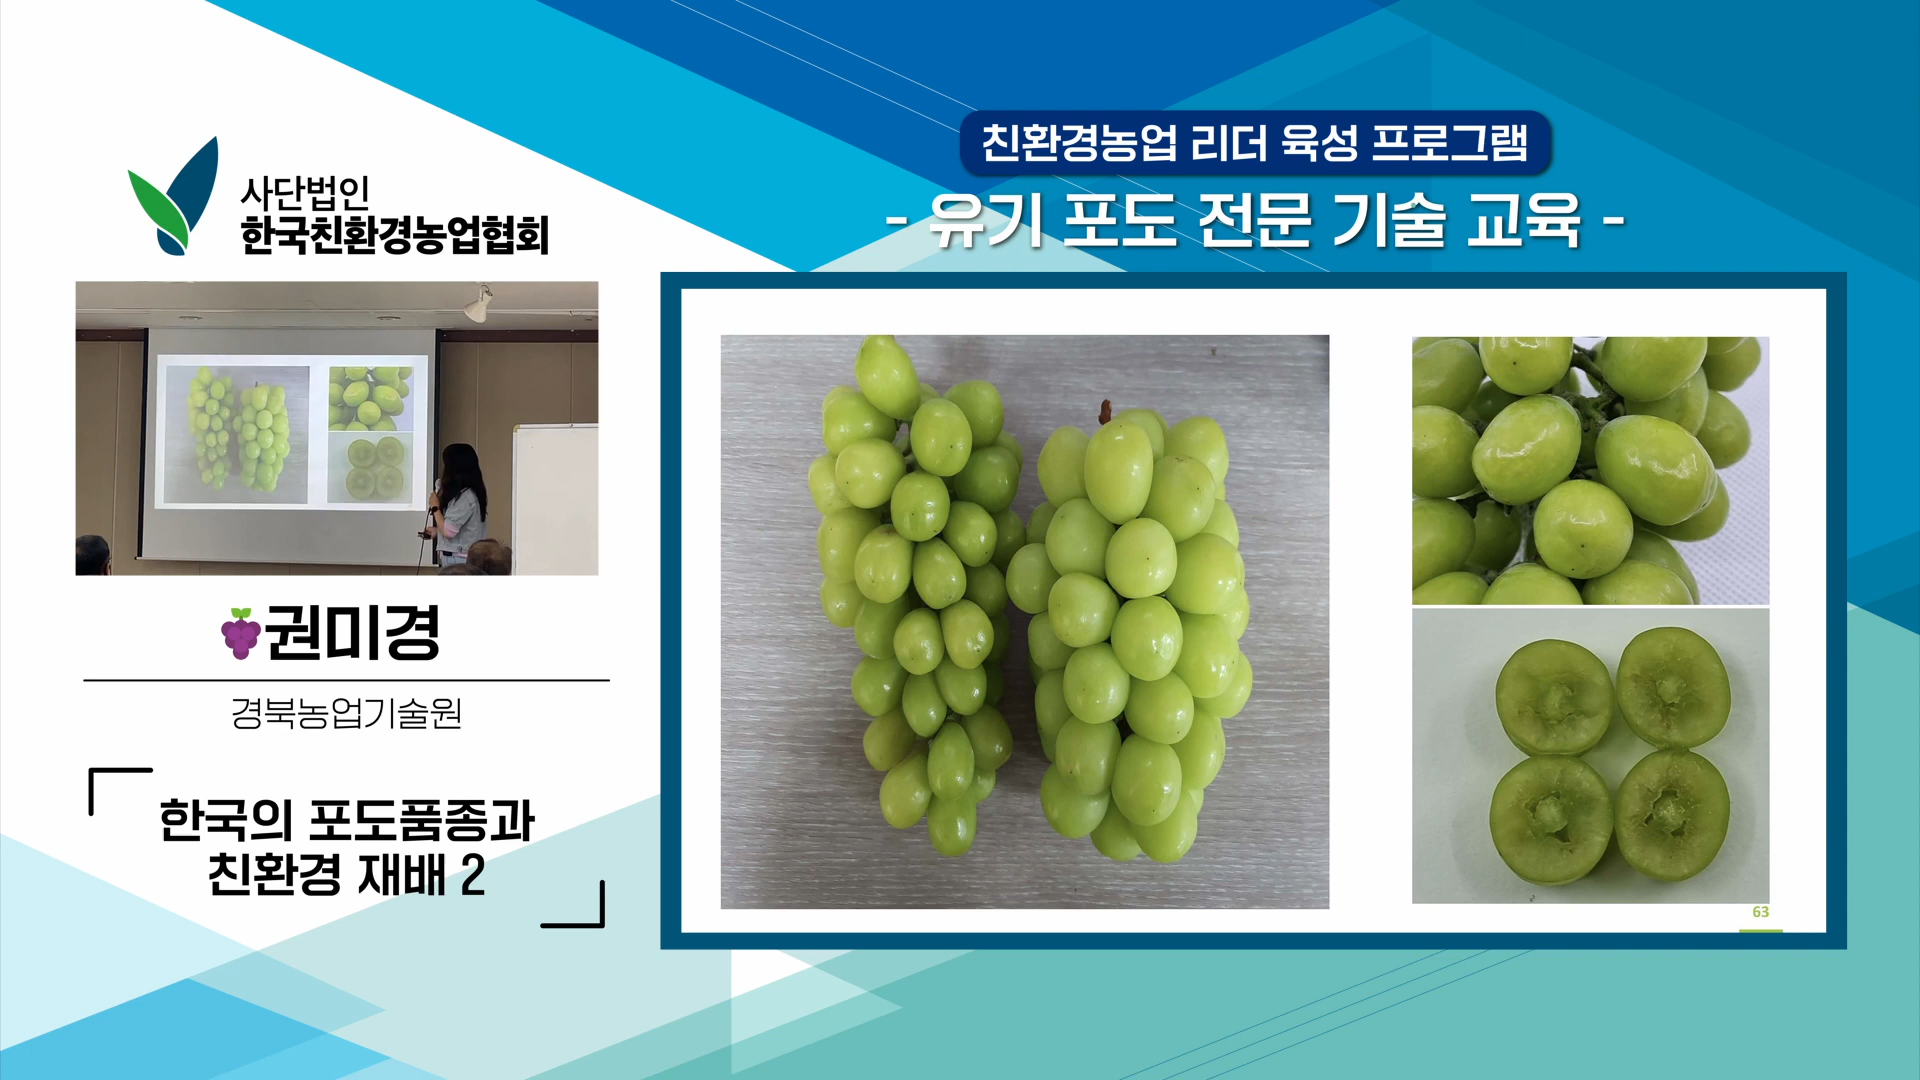 사단법인
한국친환경농업협회
친환경농업 리더 육성 프로그램
- 유기 포도 전문 기술 교육 -
권미경
경북농업기술원
한국의 포도품종과
친환경 재배 2
63